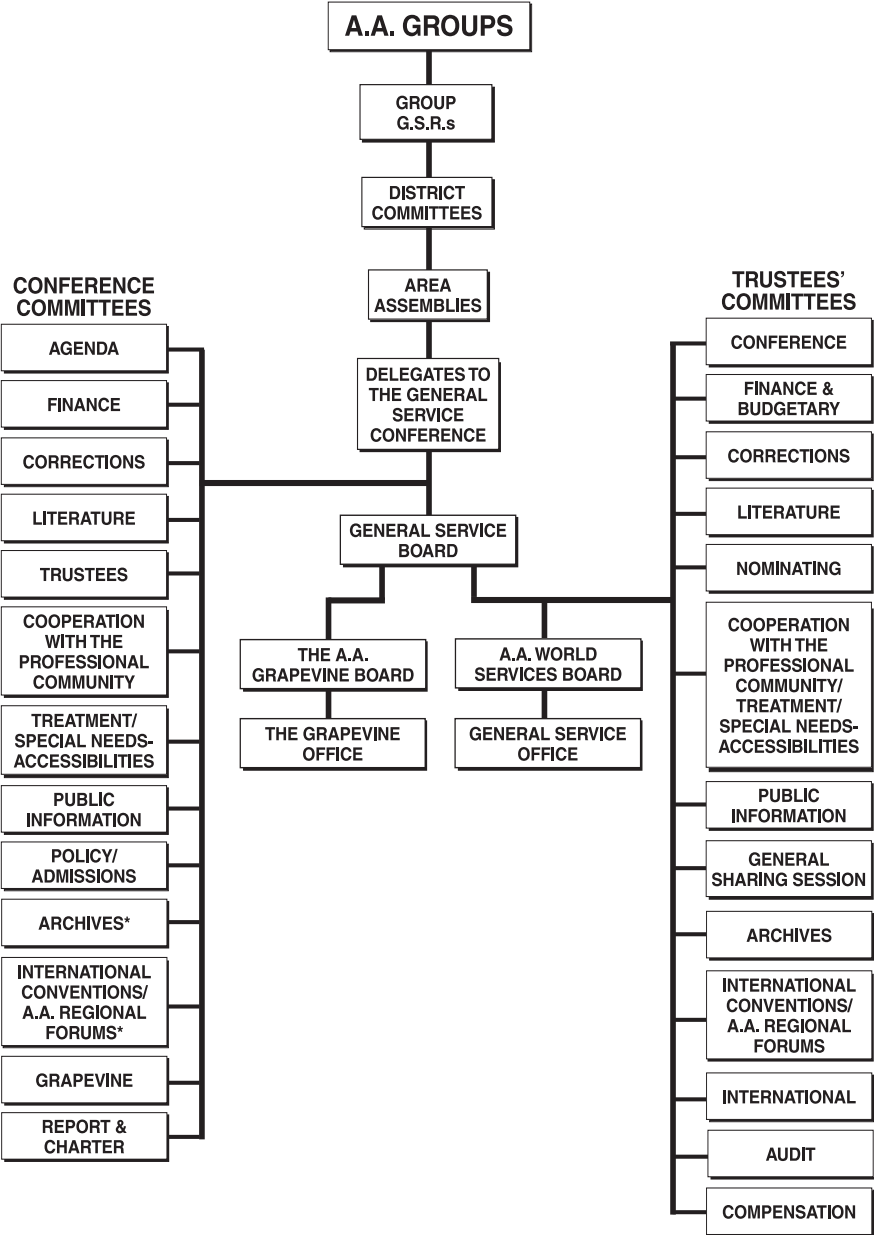 A.A. GROUPS
GROUP
G.S.R.s
DISTRICT
COMMITTEES
AREA
ASSEMBLIES
DELEGATES TO
THE GENERAL
SERVICE
CONFERENCE
GENERAL SERVICE
BOARD
THE A.A.
GRAPEVINE BOARD
THE GRAPEVINE
OFFICE
A.A. WORLD
SERVICES BOARD
GENERAL SERVICE
OFFICE
CONFERENCE
COMMITTEES
AGENDA
FINANCE
CORRECTIONS
LITERATURE
TRUSTEES
COOPERATION
WITH THE
PROFESSIONAL
COMMUNITY
TREATMENT/
SPECIAL NEEDS-
ACCESSIBILITIES
PUBLIC
INFORMATION
POLICY/
ADMISSIONS
ARCHIVES*
INTERNATIONAL
CONVENTIONS/
A.A. REGIONAL
FORUMS*
GRAPEVINE
REPORT &
CHARTER
TRUSTEES’
COMMITTEES
CONFERENCE
FINANCE &
BUDGETARY
CORRECTIONS
LITERATURE
NOMINATING
COOPERATION
WITH THE
PROFESSIONAL
COMMUNITY/
TREATMENT/
SPECIAL NEEDS-
ACCESSIBILITIES
PUBLIC
INFORMATION
GENERAL
SHARING SESSION
ARCHIVES
INTERNATIONAL
CONVENTIONS/
A.A. REGIONAL
FORUMS
INTERNATIONAL
AUDIT
COMPENSATION